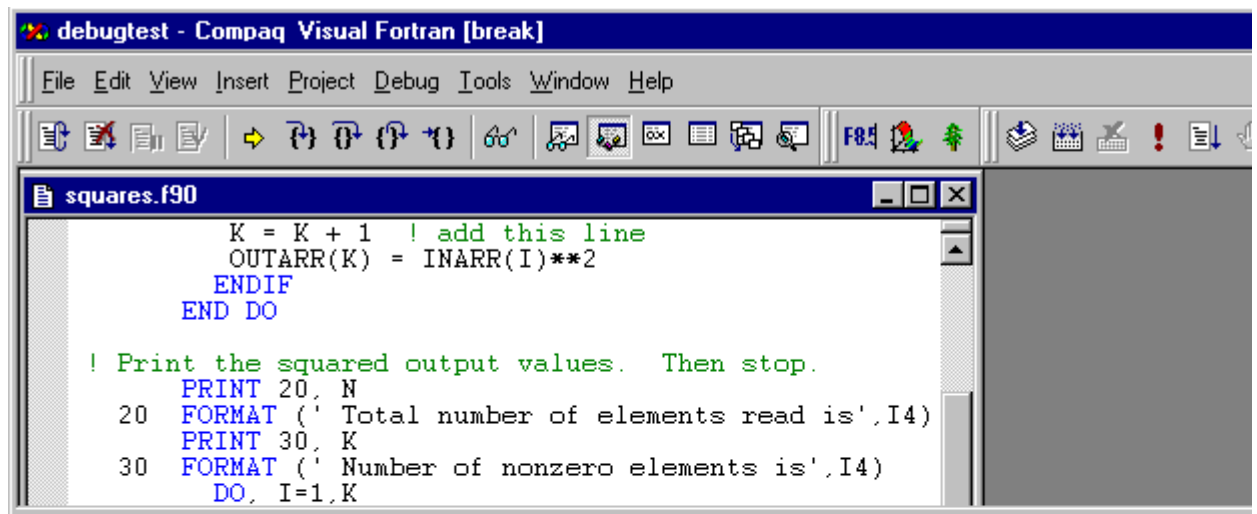 debugtest - Compaq Visual Fortran [break]
File Edit View Insert Project Debug Tools Window Help
F8.5
squares.f90
K = K + 1 ! add this line
OUTARR(K) = INARR(I)**2
ENDIF
END DO
! Print the squared output values. Then stop.
PRINT 20, N
20 FORMAT (' Total number of elements read is',I4)
PRINT 30, K
30 FORMAT (' Number of nonzero elements is',I4)
DO, I=1,K